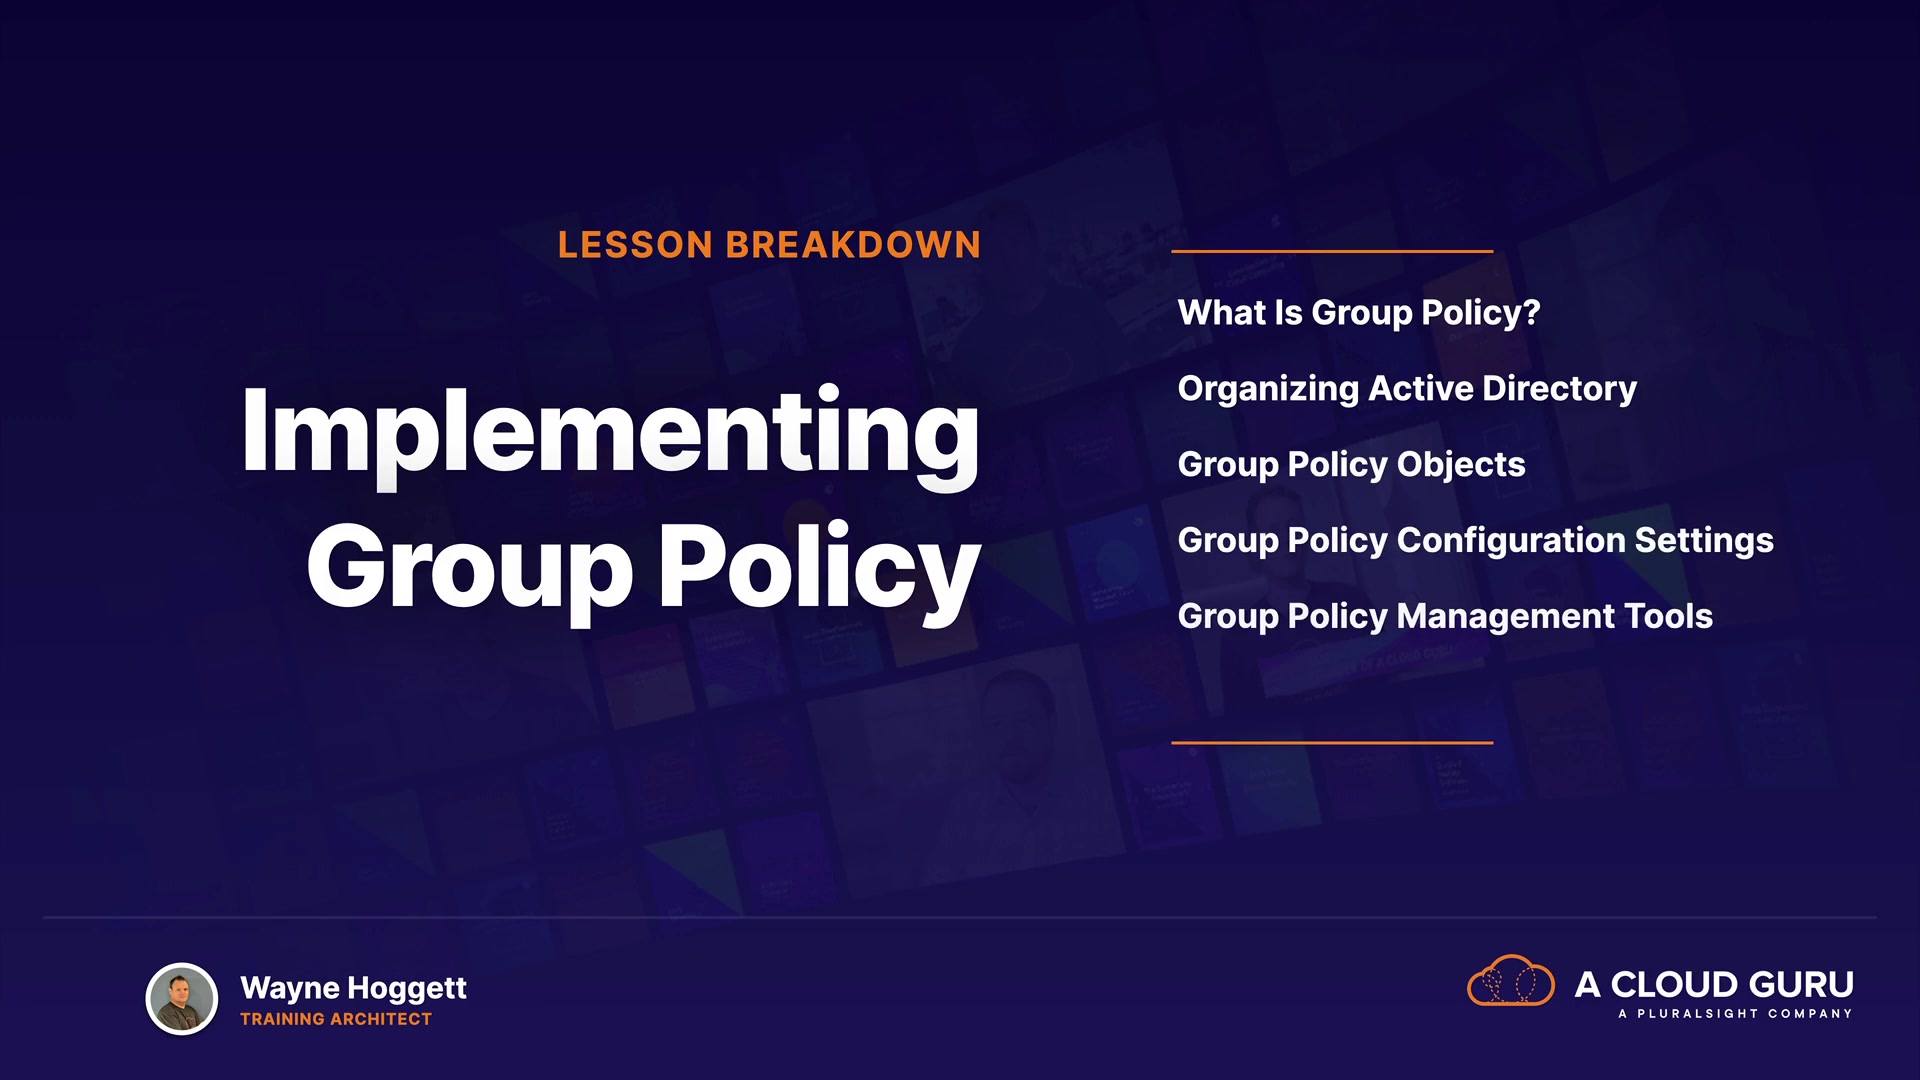 LESSON BREAKDOWN
Implementing
Group Policy
What Is Group Policy?
Organizing Active Directory
Group Policy Objects
Group Policy Configuration Settings
Group Policy Management Tools
Wayne Hoggett
TRAINING ARCHITECT
A CLOUD GURU
A PLURALSIGHT COMPANY